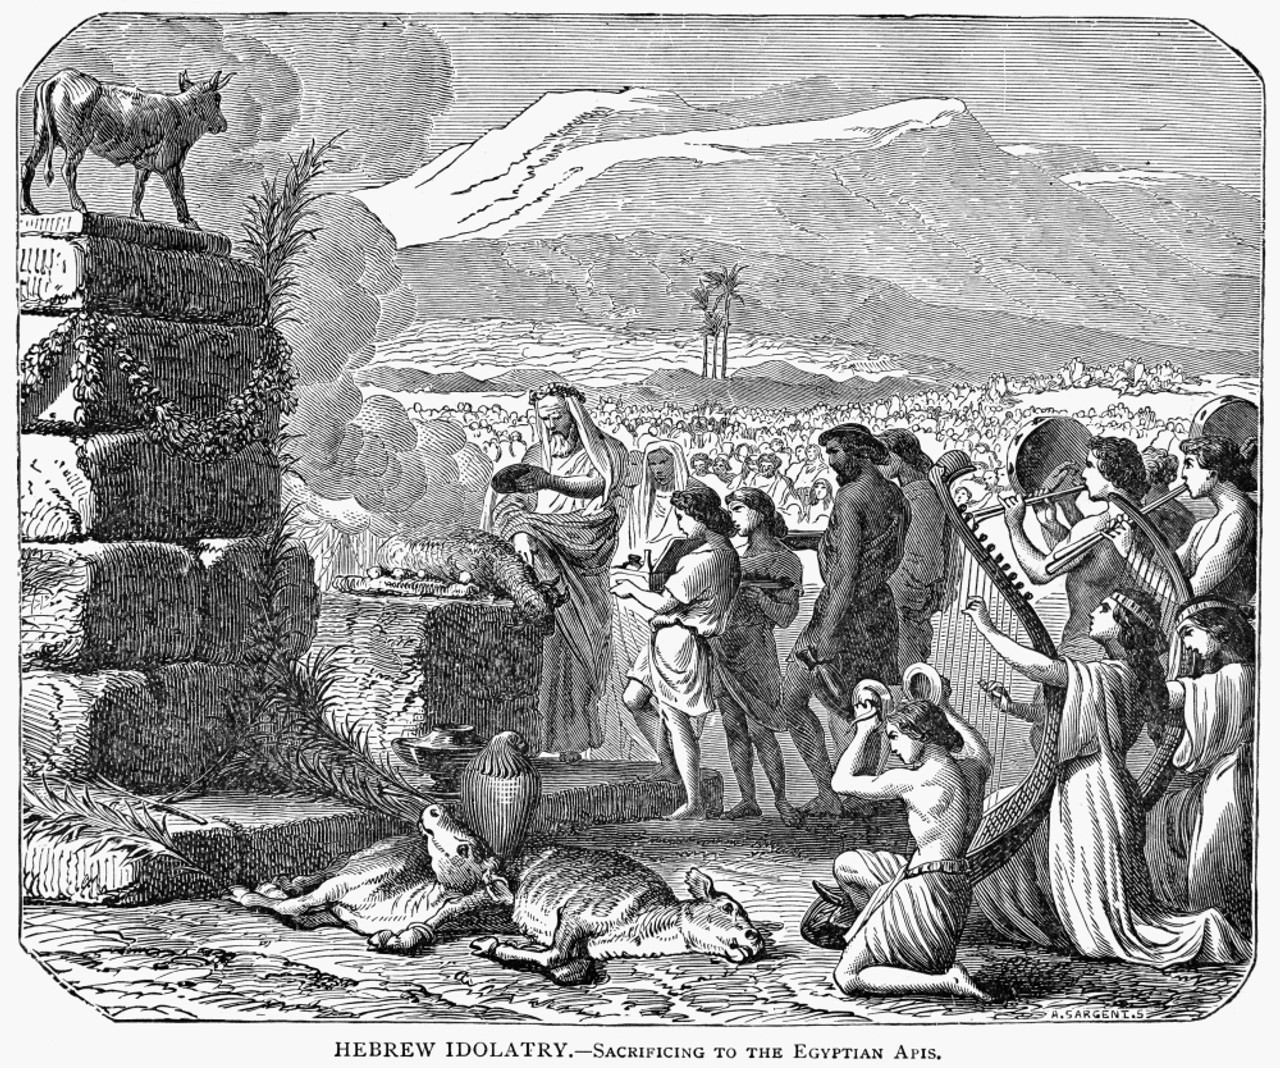 A. SARGENT. S
HEBREW IDOLATRY.—Sacrificing to the Egyptian Apis.